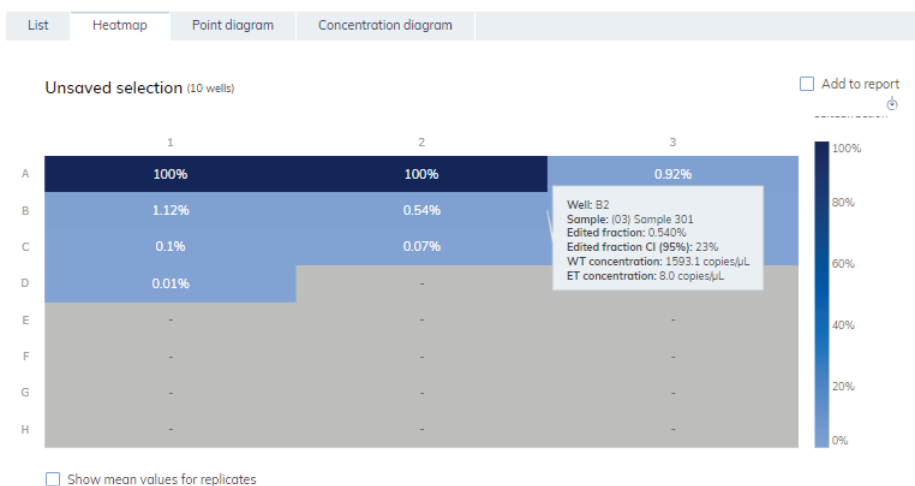 List Heatmap Point diagram Concentration diagram
Unsaved selection (10 wells)
Add to report
1 2 3
100%
A 100% 100% 0.92%
B 1.12% 0.54%
Well: B2
Sample: (03) Sample 301
Edited fraction: 0.540%
Edited fraction CI (95%): 23%
WT concentration: 1593.1 copies/µL
ET concentration: 8.0 copies/µL
80%
C 0.1% 0.07%
60%
D 0.01% -
E - - -
40%
F - - -
20%
G - - -
H - - -
0%
Show mean values for replicates